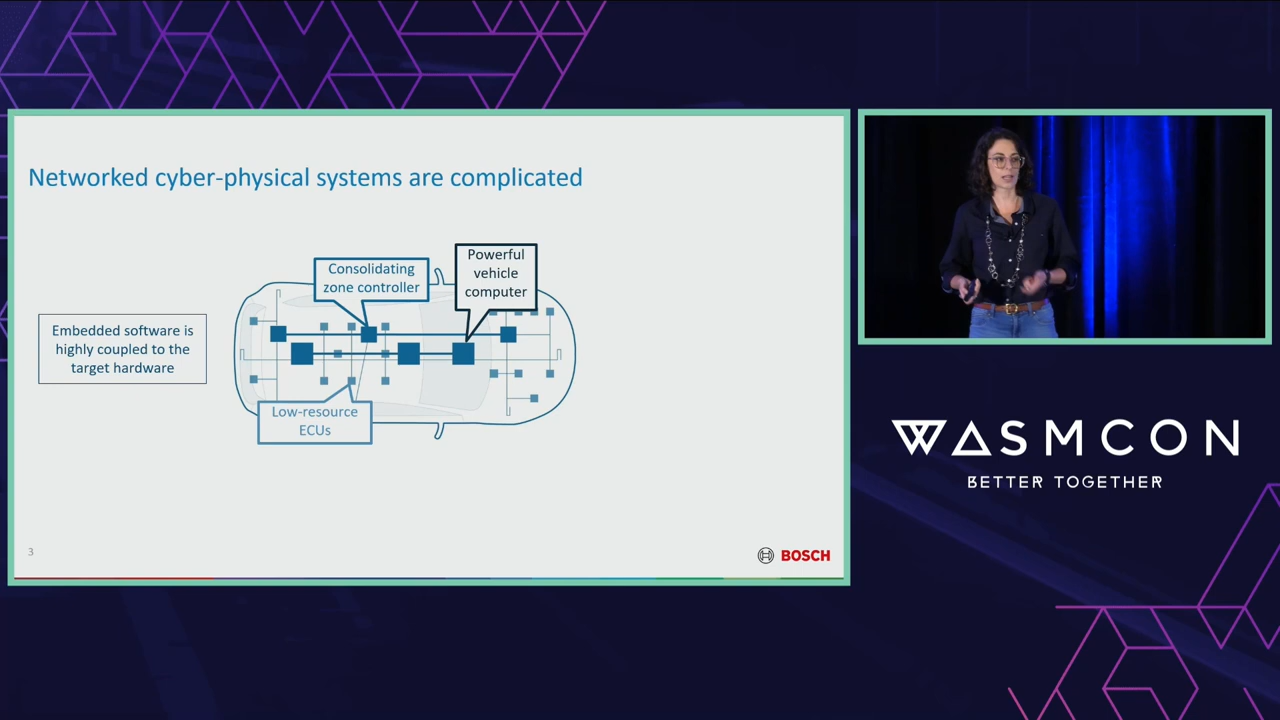 Networked cyber-physical systems are complicated
Powerful
vehicle
computer
Consolidating
zone controller
Embedded software is
highly coupled to the
target hardware
Low-resource
ECUs
3
BOSCH
WASMCON
BETTER TOGETHER